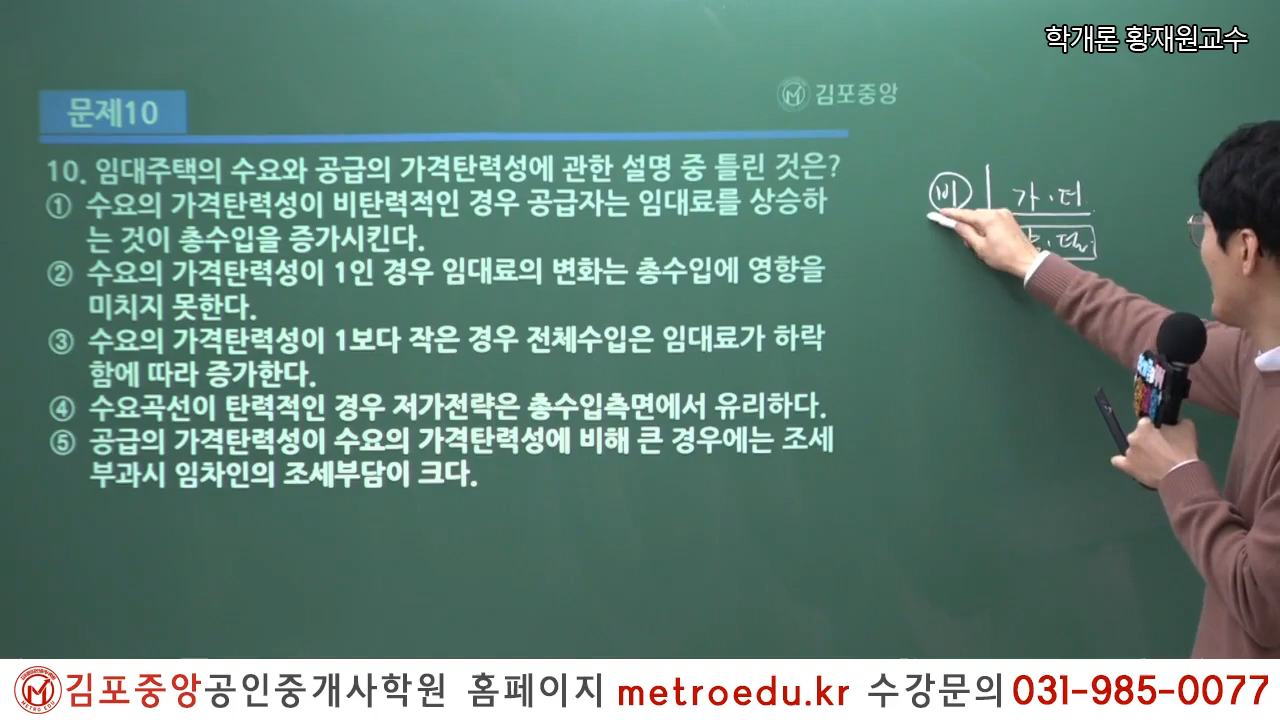 학개론 황재원교수
김포중앙
문제10
10. 임대주택의 수요와 공급의 가격탄력성에 관한 설명 중 틀린 것은?
① 수요의 가격탄력성이 비탄력적인 경우 공급자는 임대료를 상승하
는 것이 총수입을 증가시킨다.
② 수요의 가격탄력성이 1인 경우 임대료의 변화는 총수입에 영향을
미치지 못한다.
③ 수요의 가격탄력성이 1보다 작은 경우 전체수입은 임대료가 하락
함에 따라 증가한다.
④ 수요곡선이 탄력적인 경우 저가전략은 총수입측면에서 유리하다.
⑤ 공급의 가격탄력성이 수요의 가격탄력성에 비해 큰 경우에는 조세
부과시 임차인의 조세부담이 크다.
비 가·더
덜
김포중앙공인중개사학원 홈페이지 metroedu.kr 수강문의 031-985-0077
METRO EDU